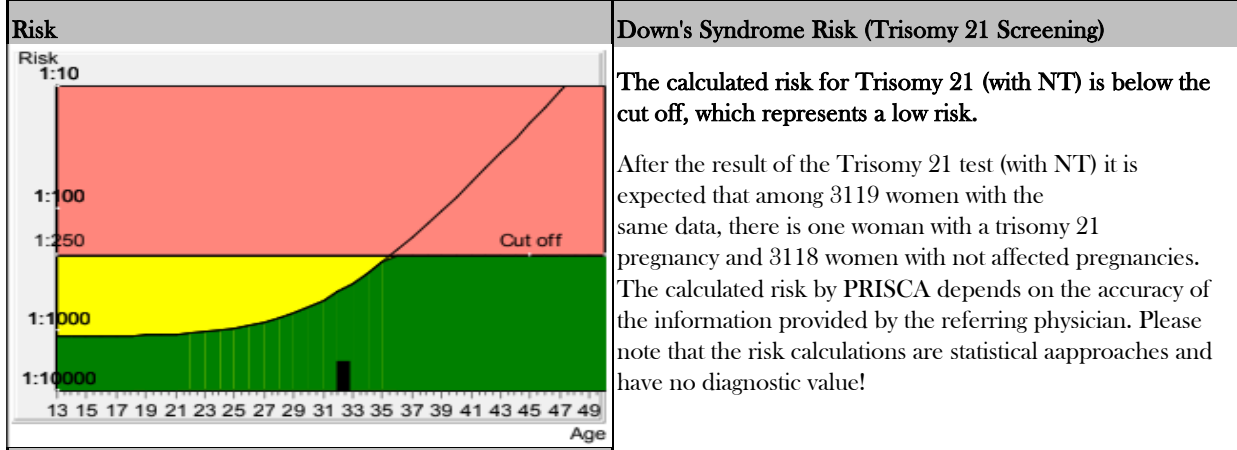 Risk
Down's Syndrome Risk (Trisomy 21 Screening)
Risk
1:10
1:100
1:250
Cut off
1:1000
1:10000
13 15 17 19 21 23 25 27 29 31 33 35 37 39 41 43 45 47 49
Age
The calculated risk for Trisomy 21 (with NT) is below the
cut off, which represents a low risk.
After the result of the Trisomy 21 test (with NT) it is
expected that among 3119 women with the
same data, there is one woman with a trisomy 21
pregnancy and 3118 women with not affected pregnancies.
The calculated risk by PRISCA depends on the accuracy of
the information provided by the referring physician. Please
note that the risk calculations are statistical aapproaches and
have no diagnostic value!